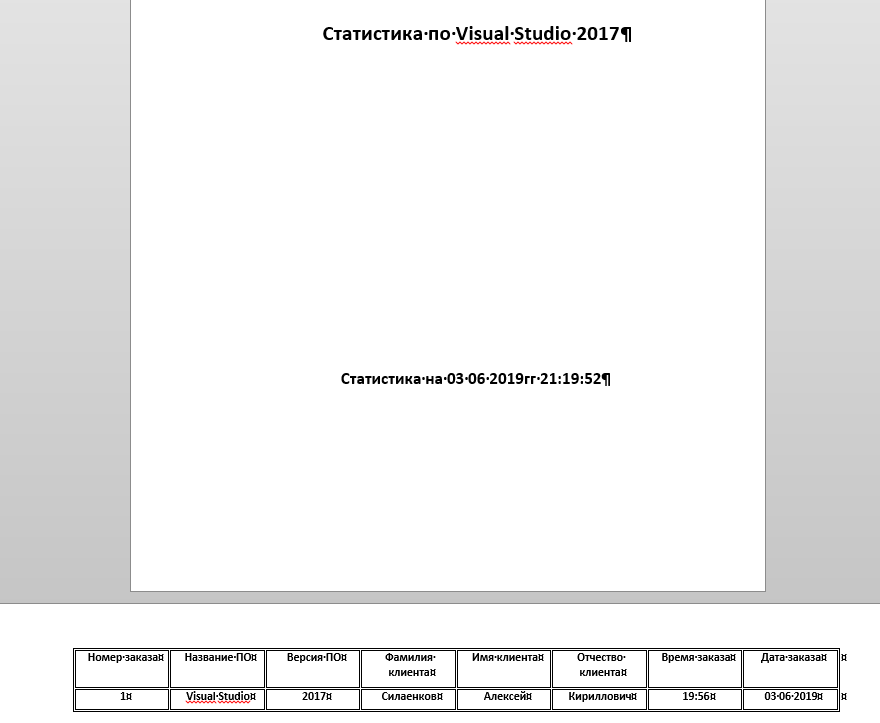 Статистика·по·Visual·Studio·2017¶
Статистика·на·03·06·2019гг·21:19:52¶
Номер·заказа¤ Название·ПО¤ Версия·ПО¤ Фамилия· клиента¤ Имя·клиента¤ Отчество· клиента¤ Время·заказа¤ Дата·заказа¤ ¤
1¤ Visual·Studio¤ 2017¤ Силаенков¤ Алексей¤ Кириллович¤ 19:56¤ 03·06·2019¤ ¤